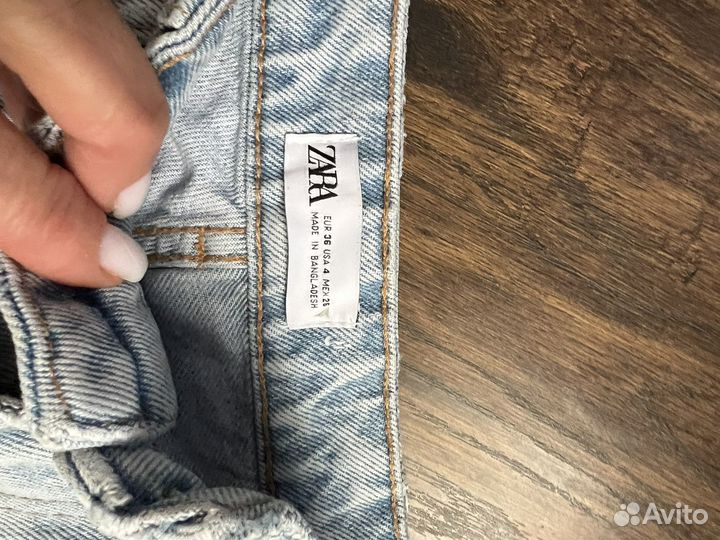 ZARA
EUR 36 USA 4 MEX 26
MADE IN BANGLADESH
Avito